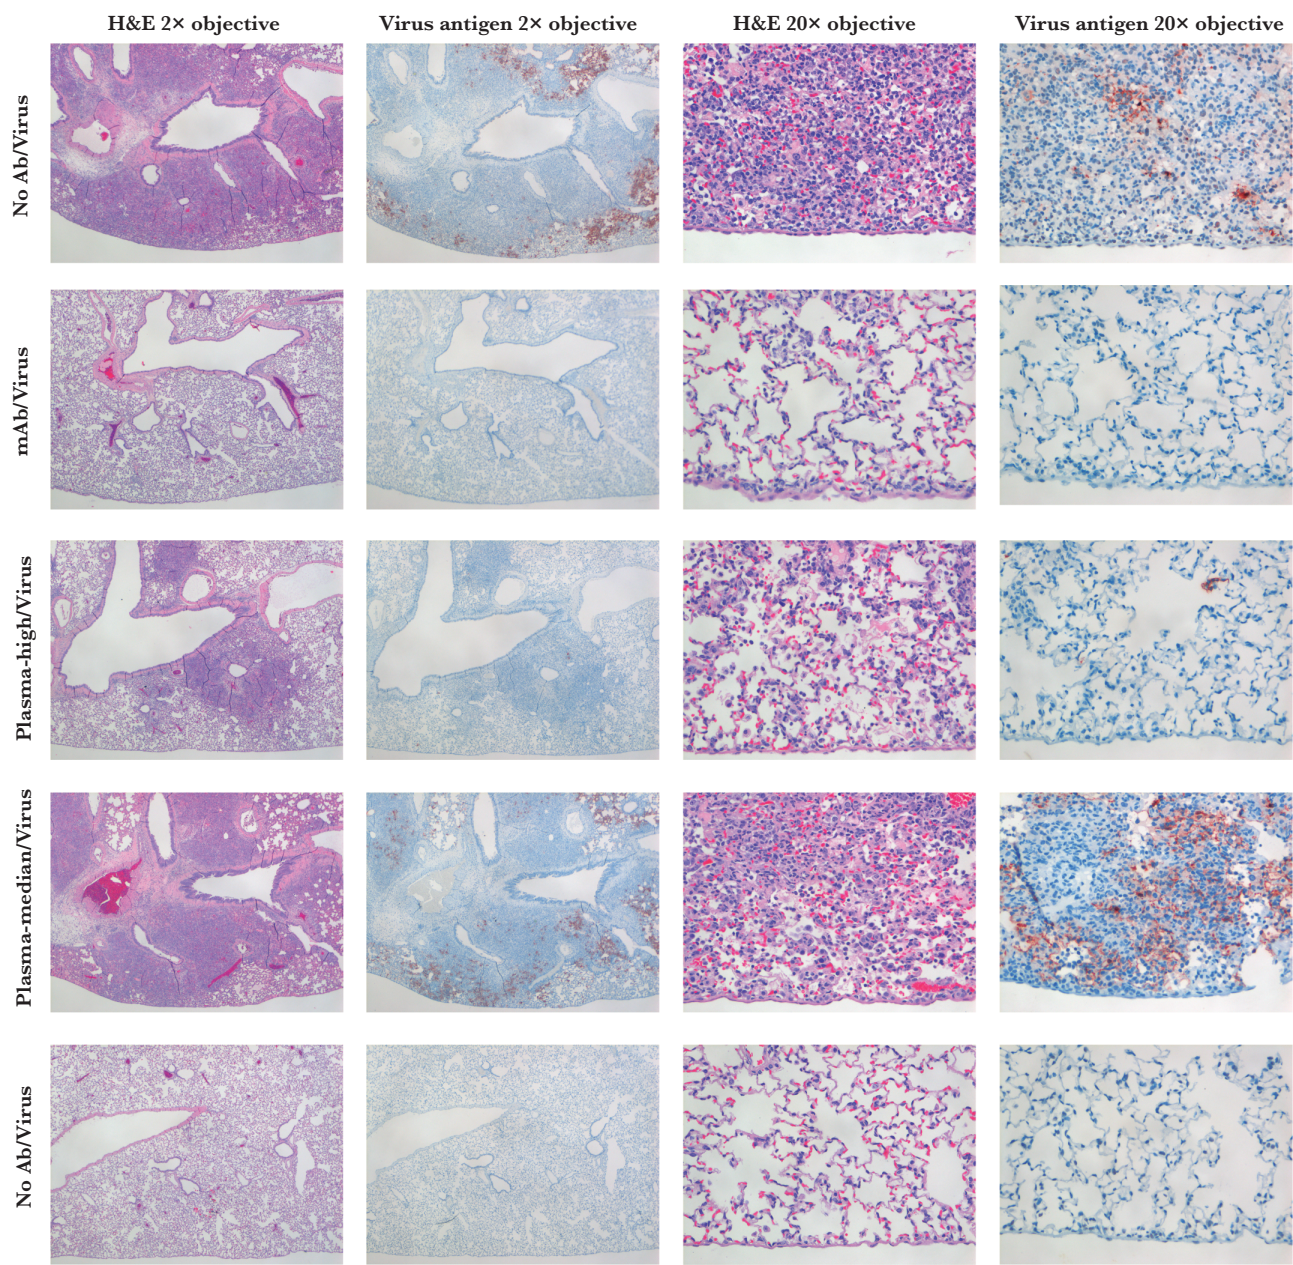 H&E 2× objective
Virus antigen 2× objective
H&E 20× objective
Virus antigen 20× objective
No Ab/Virus
mAb/Virus
Plasma-high/Virus
Plasma-median/Virus
No Ab/Virus